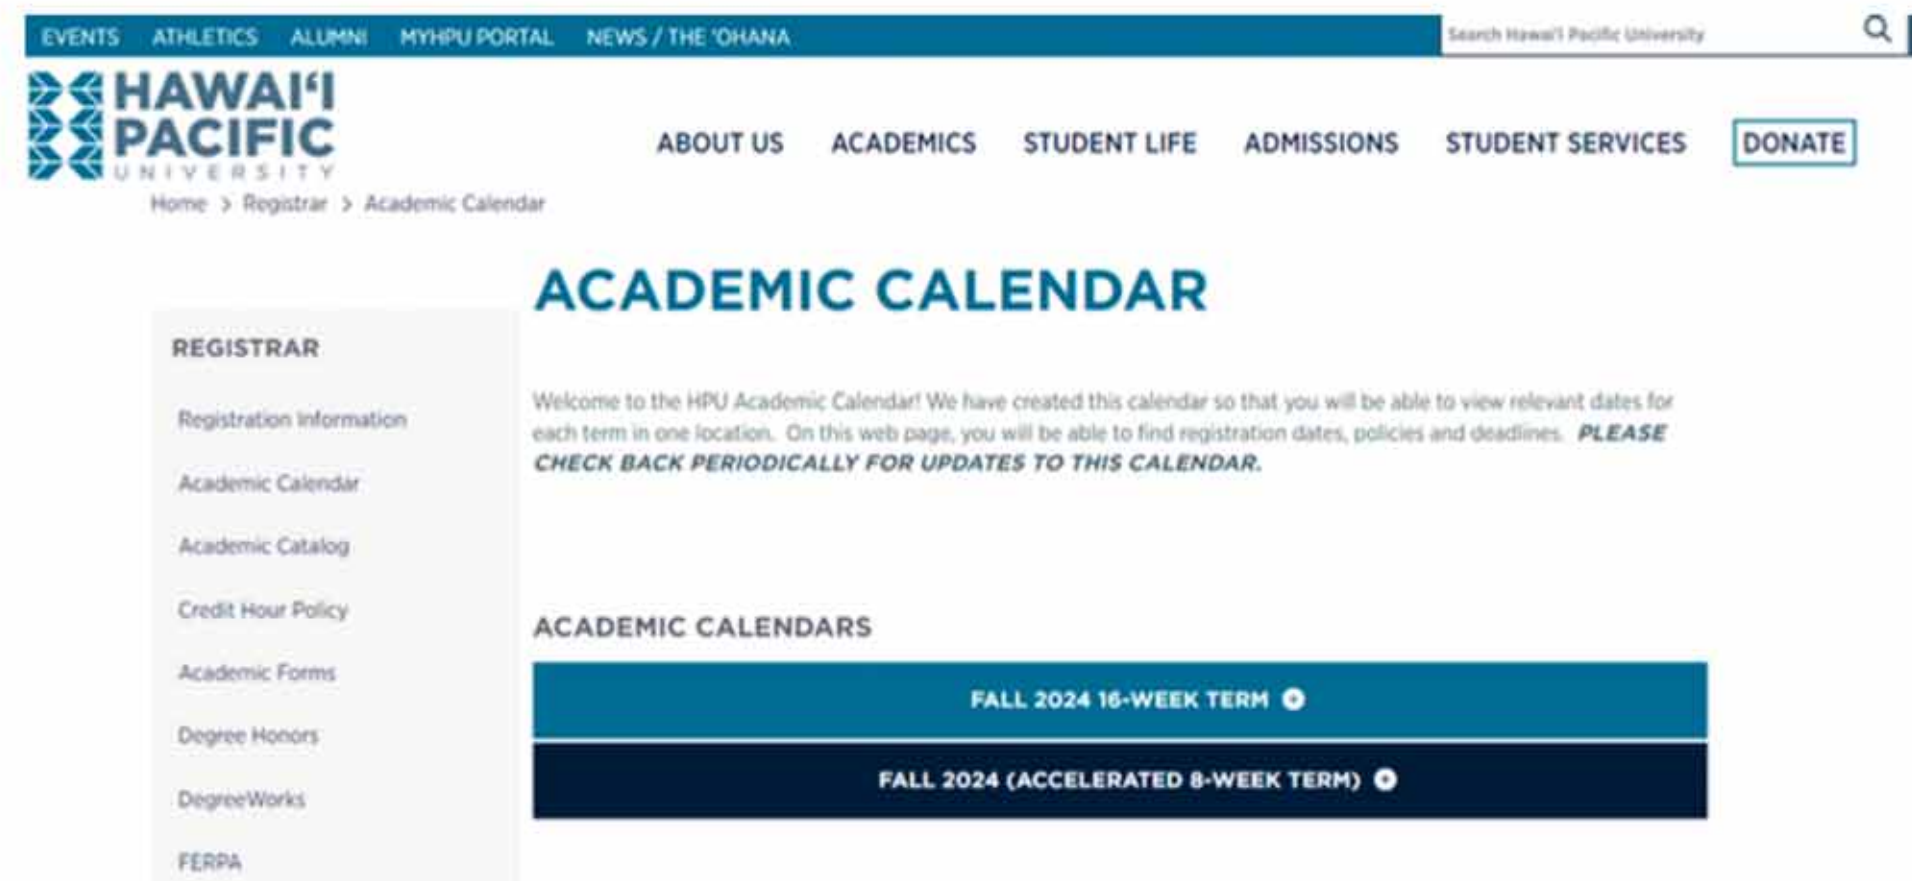 EVENTS ATHLETICS ALUMNI MYHPU PORTAL NEWS / THE ‘OHANA Search Hawai‘i Pacific University
HAWAI‘I
PACIFIC
UNIVERSITY
ABOUT US ACADEMICS STUDENT LIFE ADMISSIONS STUDENT SERVICES DONATE
Home > Registrar > Academic Calendar
ACADEMIC CALENDAR
REGISTRAR
Registration Information
Academic Calendar
Academic Catalog
Credit Hour Policy
Academic Forms
Degree Honors
DegreeWorks
FERPA
Welcome to the HPU Academic Calendar! We have created this calendar so that you will be able to view relevant dates for
each term in one location. On this web page, you will be able to find registration dates, policies and deadlines. PLEASE
CHECK BACK PERIODICALLY FOR UPDATES TO THIS CALENDAR.
ACADEMIC CALENDARS
FALL 2024 16-WEEK TERM
FALL 2024 (ACCELERATED 8-WEEK TERM)